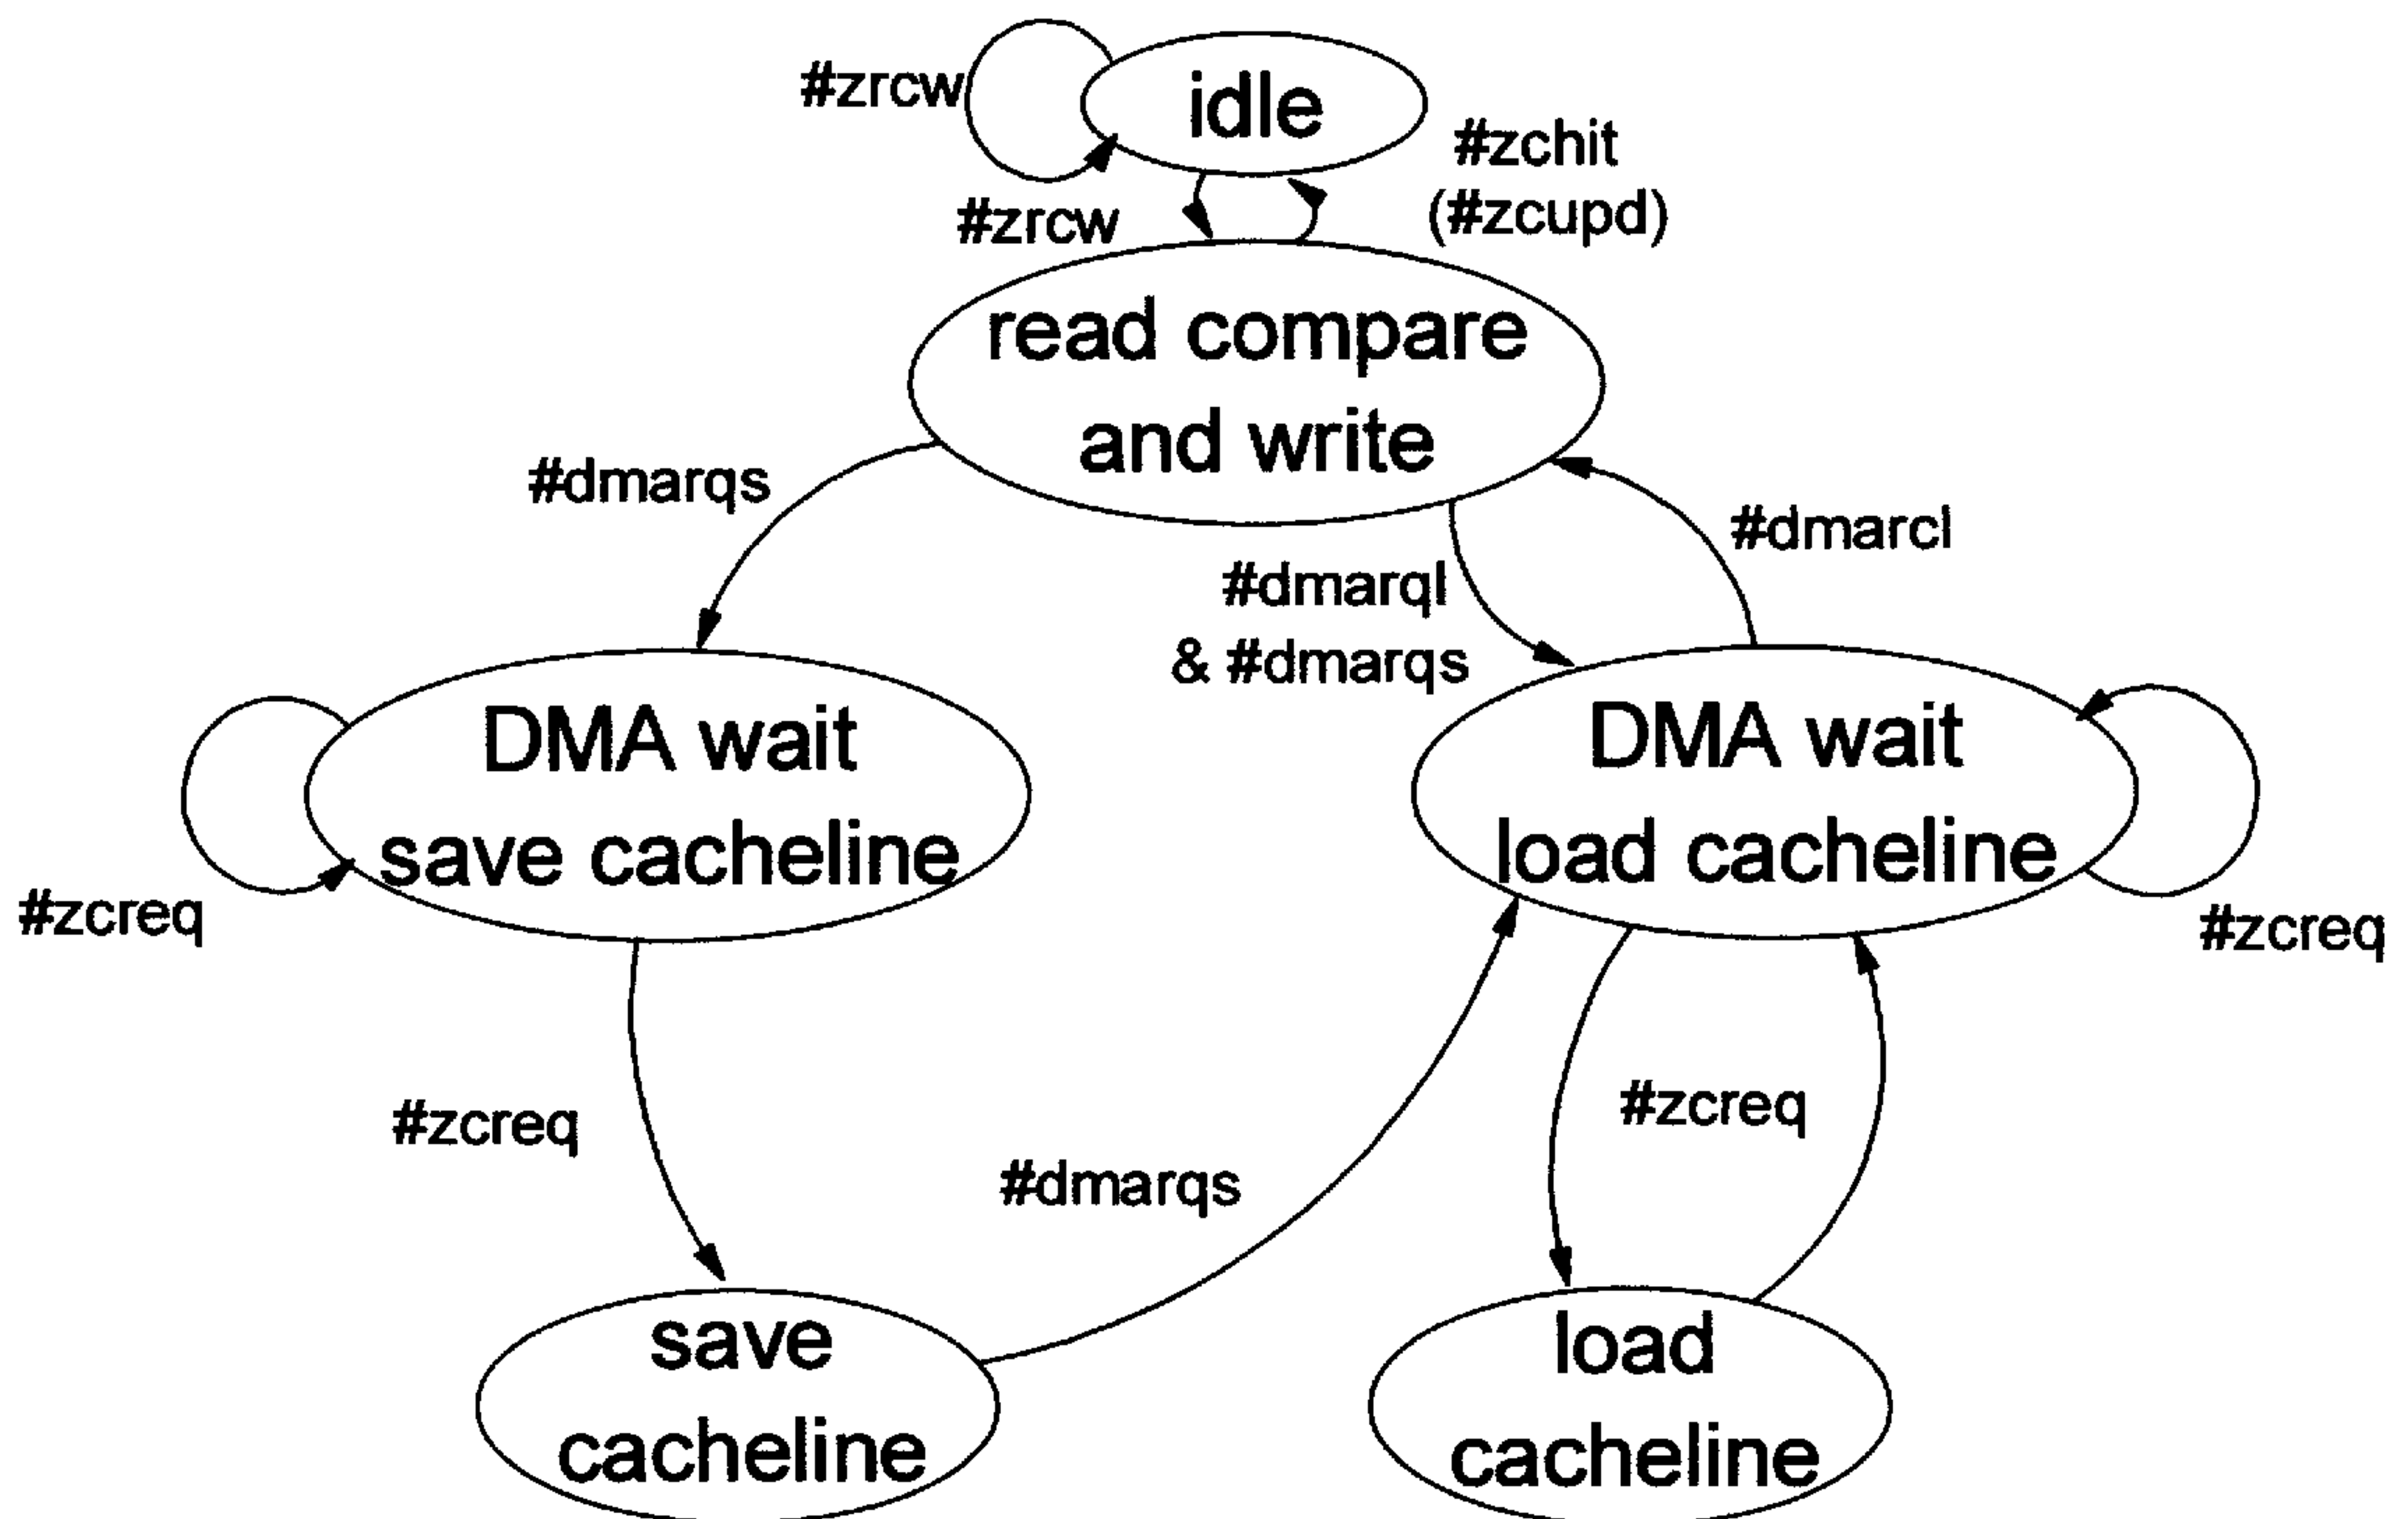 #zrcw
idle
#zchit
(#zcupd)
#zrcw
read compare
and write
#dmarqs
#dmarcl
#dmarql
& #dmarqs
DMA wait
save cacheline
DMA wait
load cacheline
#zcreq
#zcreq
#zcreq
#zcreq
#dmarqs
save
cacheline
load
cacheline